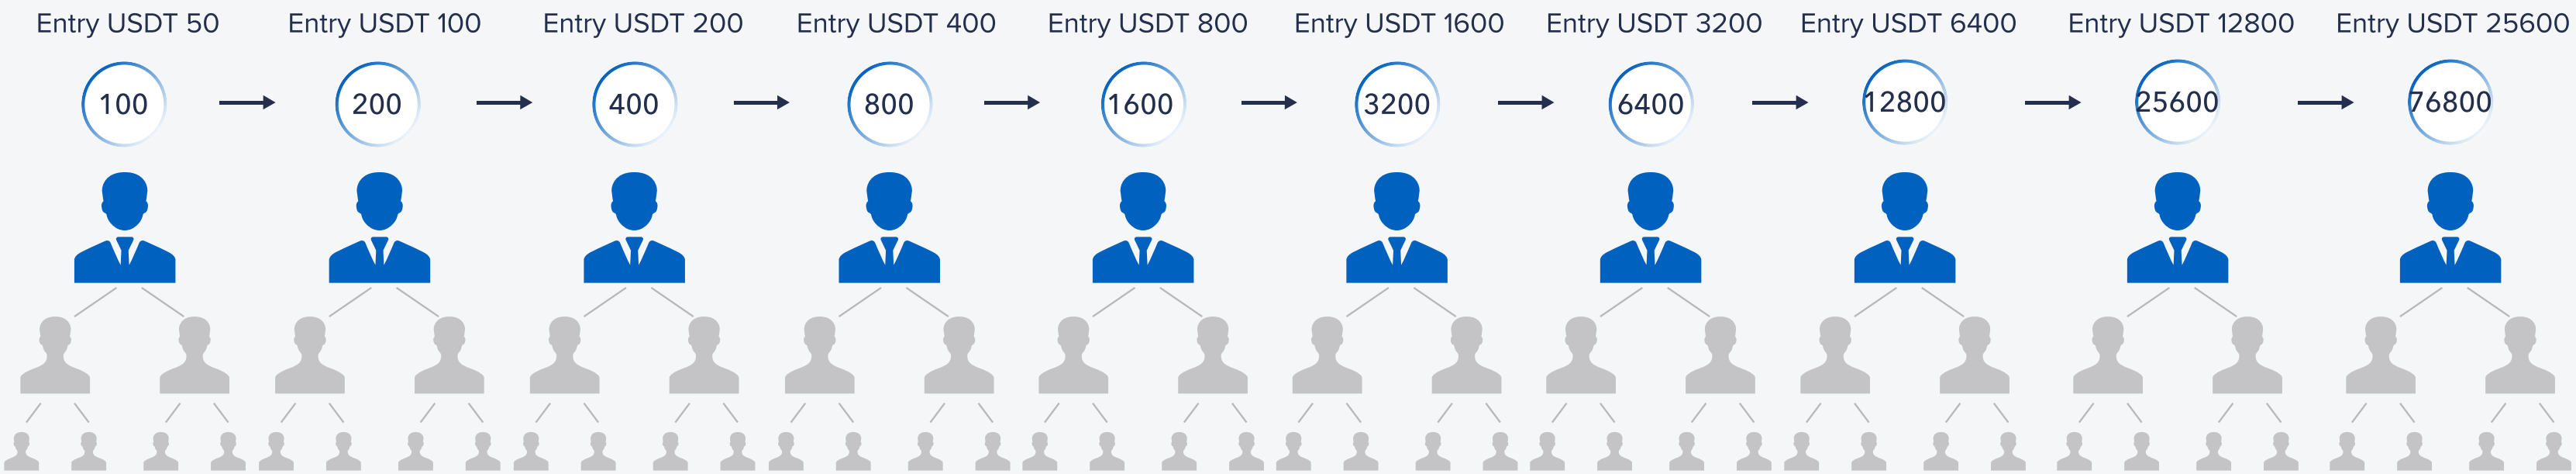 Entry USDT 50
Entry USDT 100
Entry USDT 200
Entry USDT 400
Entry USDT 800
Entry USDT 1600
Entry USDT 3200
Entry USDT 6400
Entry USDT 12800
Entry USDT 25600
100
200
400
800
1600
3200
6400
12800
25600
76800